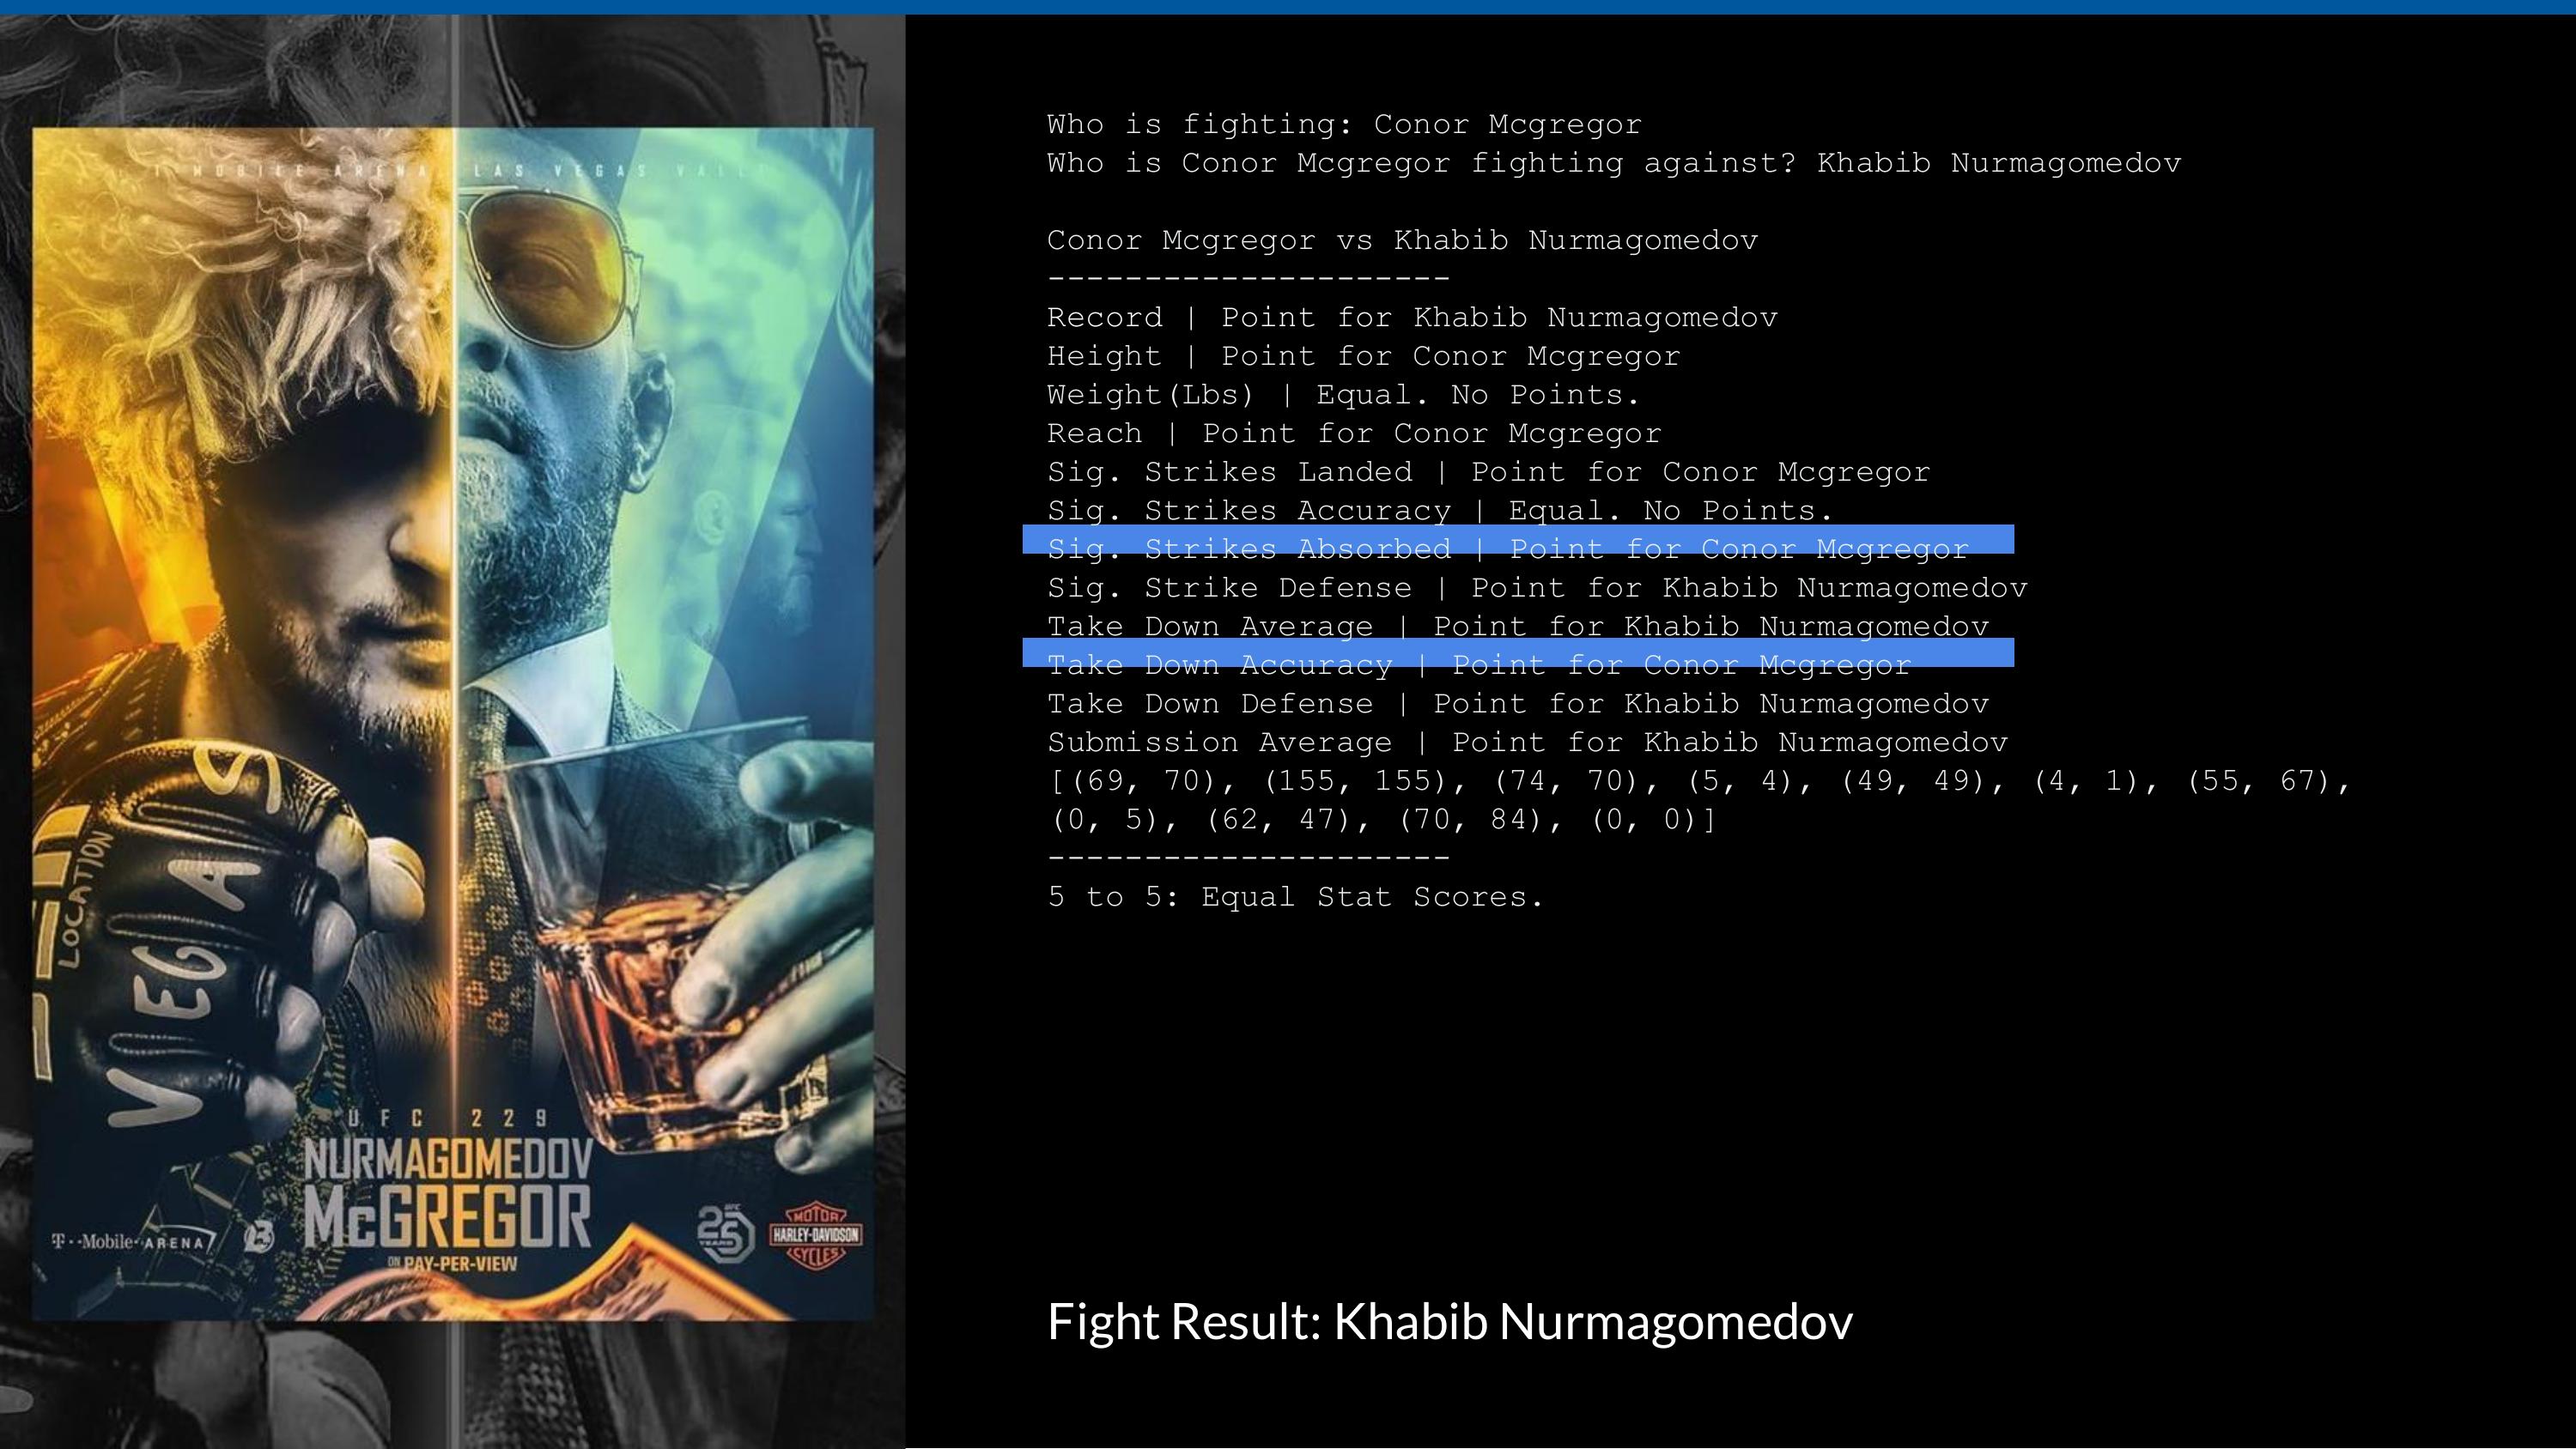 T MOBILE ARENA LAS VEGAS VALL
LOCATION
VEGAS
UFC 229
NURMAGOMEDOV
McGREGOR
ON PAY-PER-VIEW
T··Mobile·ARENA
UFC
25
YEARS
MOTOR
HARLEY-DAVIDSON
CYCLES
Who is fighting: Conor Mcgregor
Who is Conor Mcgregor fighting against? Khabib Nurmagomedov
Conor Mcgregor vs Khabib Nurmagomedov
---------------------
Record | Point for Khabib Nurmagomedov
Height | Point for Conor Mcgregor
Weight(Lbs) | Equal. No Points.
Reach | Point for Conor Mcgregor
Sig. Strikes Landed | Point for Conor Mcgregor
Sig. Strikes Accuracy | Equal. No Points.
Sig. Strikes Absorbed | Point for Conor Mcgregor
Sig. Strike Defense | Point for Khabib Nurmagomedov
Take Down Average | Point for Khabib Nurmagomedov
Take Down Accuracy | Point for Conor Mcgregor
Take Down Defense | Point for Khabib Nurmagomedov
Submission Average | Point for Khabib Nurmagomedov
[(69, 70), (155, 155), (74, 70), (5, 4), (49, 49), (4, 1), (55, 67),
(0, 5), (62, 47), (70, 84), (0, 0)]
---------------------
5 to 5: Equal Stat Scores.
Fight Result: Khabib Nurmagomedov